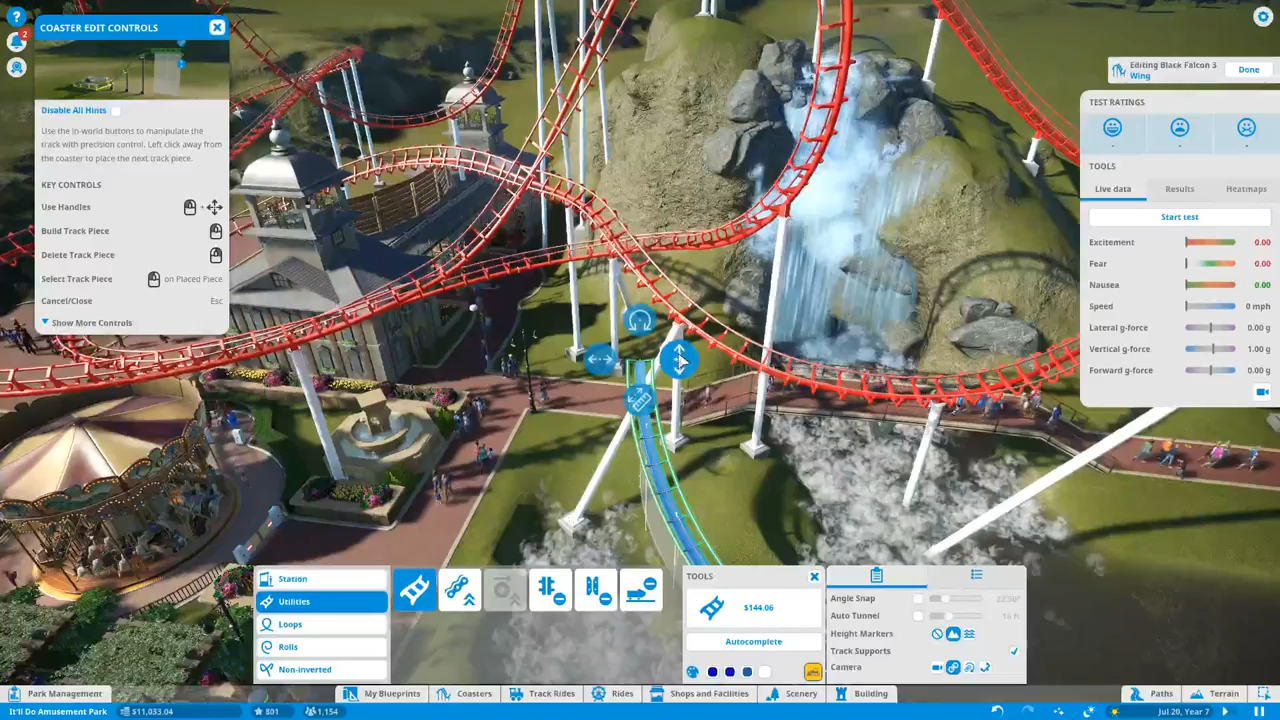 COASTER EDIT CONTROLS
Disable All Hints
Use the in-world buttons to manipulate the
track with precision control. Left click away from
the coaster to place the next track piece.
KEY CONTROLS
Use Handles
Build Track Piece
Delete Track Piece
Select Track Piece
on Placed Piece
Cancel/Close
Esc
Show More Controls
2
Editing Black Falcon 3
Wing
Done
TEST RATINGS
- - -
TOOLS
Live data
Results
Heatmaps
Start test
Excitement 0.00
Fear 0.00
Nausea 0.00
Speed 0 mph
Lateral g-force 0.00 g
Vertical g-force 1.00 g
Forward g-force 0.00 g
Station
Utilities
Loops
Rolls
Non-inverted
TOOLS
$144.06
Autocomplete
Angle Snap 22.50°
Auto Tunnel 16 ft
Height Markers
Track Supports
Camera
Park Management
My Blueprints
Coasters
Track Rides
Rides
Shops and Facilities
Scenery
Building
Paths
Terrain
It'll Do Amusement Park
$11,033.04
801
1,154
Jul 20, Year 7